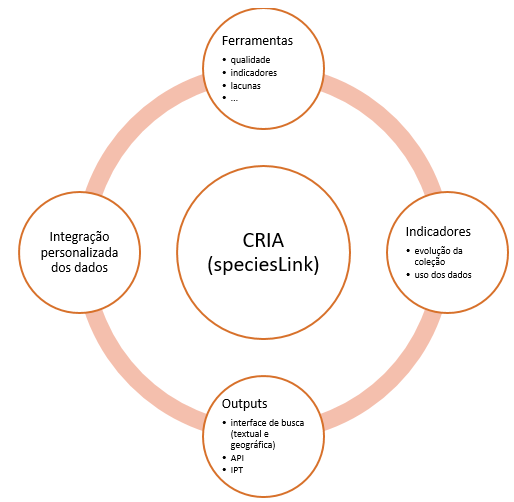 Ferramentas
• qualidade
• indicadores
• lacunas
• ...
Integração
personalizada
dos dados
CRIA
(speciesLink)
Indicadores
• evolução da
coleção
• uso dos dados
Outputs
• interface de busca
(textual e
geográfica)
• API
• IPT